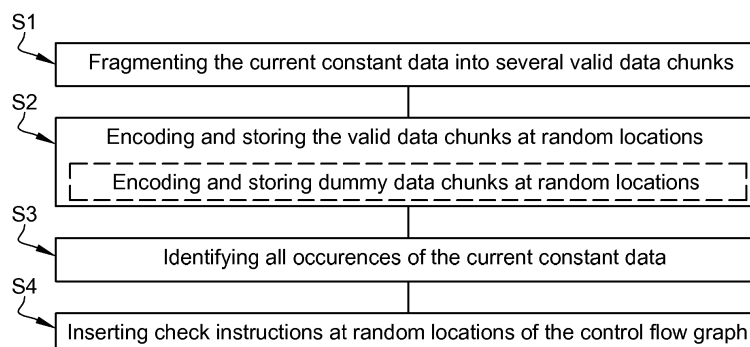 S1
Fragmenting the current constant data into several valid data chunks
S2
Encoding and storing the valid data chunks at random locations
Encoding and storing dummy data chunks at random locations
S3
Identifying all occurences of the current constant data
S4
Inserting check instructions at random locations of the control flow graph